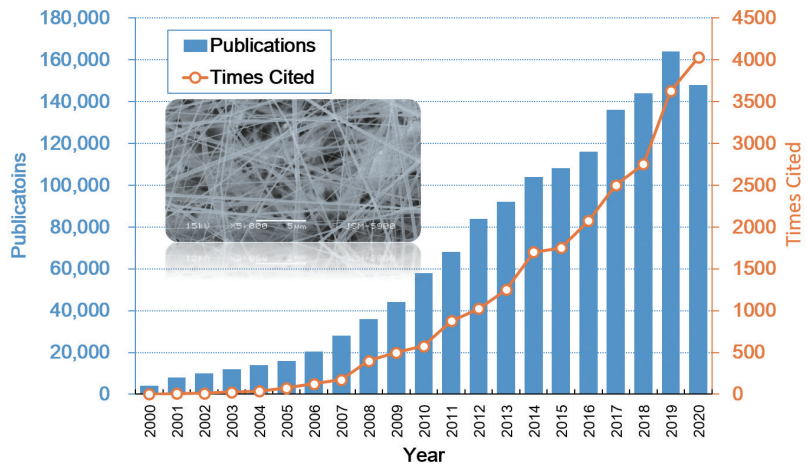 180,000
160,000
140,000
120,000
100,000
80,000
60,000
40,000
20,000
0
Publicatoins
Publications
Times Cited
15kV X5.000 5μm JSM-5900
4500
4000
3500
3000
2500
2000
1500
1000
500
0
Times Cited
2000 2001 2002 2003 2004 2005 2006 2007 2008 2009 2010 2011 2012 2013 2014 2015 2016 2017 2018 2019 2020
Year